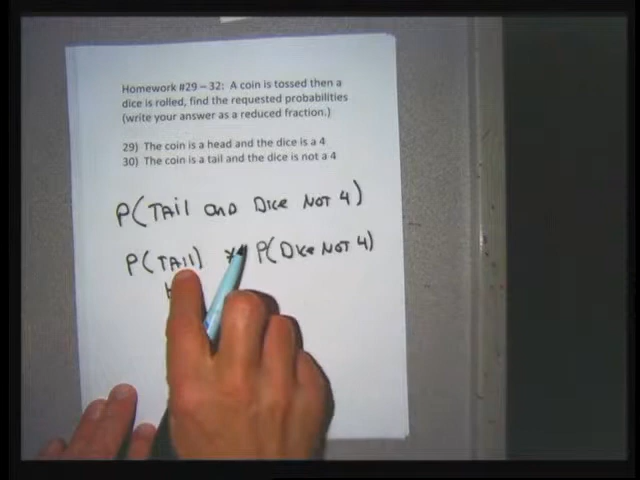 Homework #29 – 32: A coin is tossed then a
dice is rolled, find the requested probabilities
(write your answer as a reduced fraction.)
29) The coin is a head and the dice is a 4
30) The coin is a tail and the dice is not a 4
P(TAil and Dice Not 4)
P(TAil) * P(Dice Not 4)